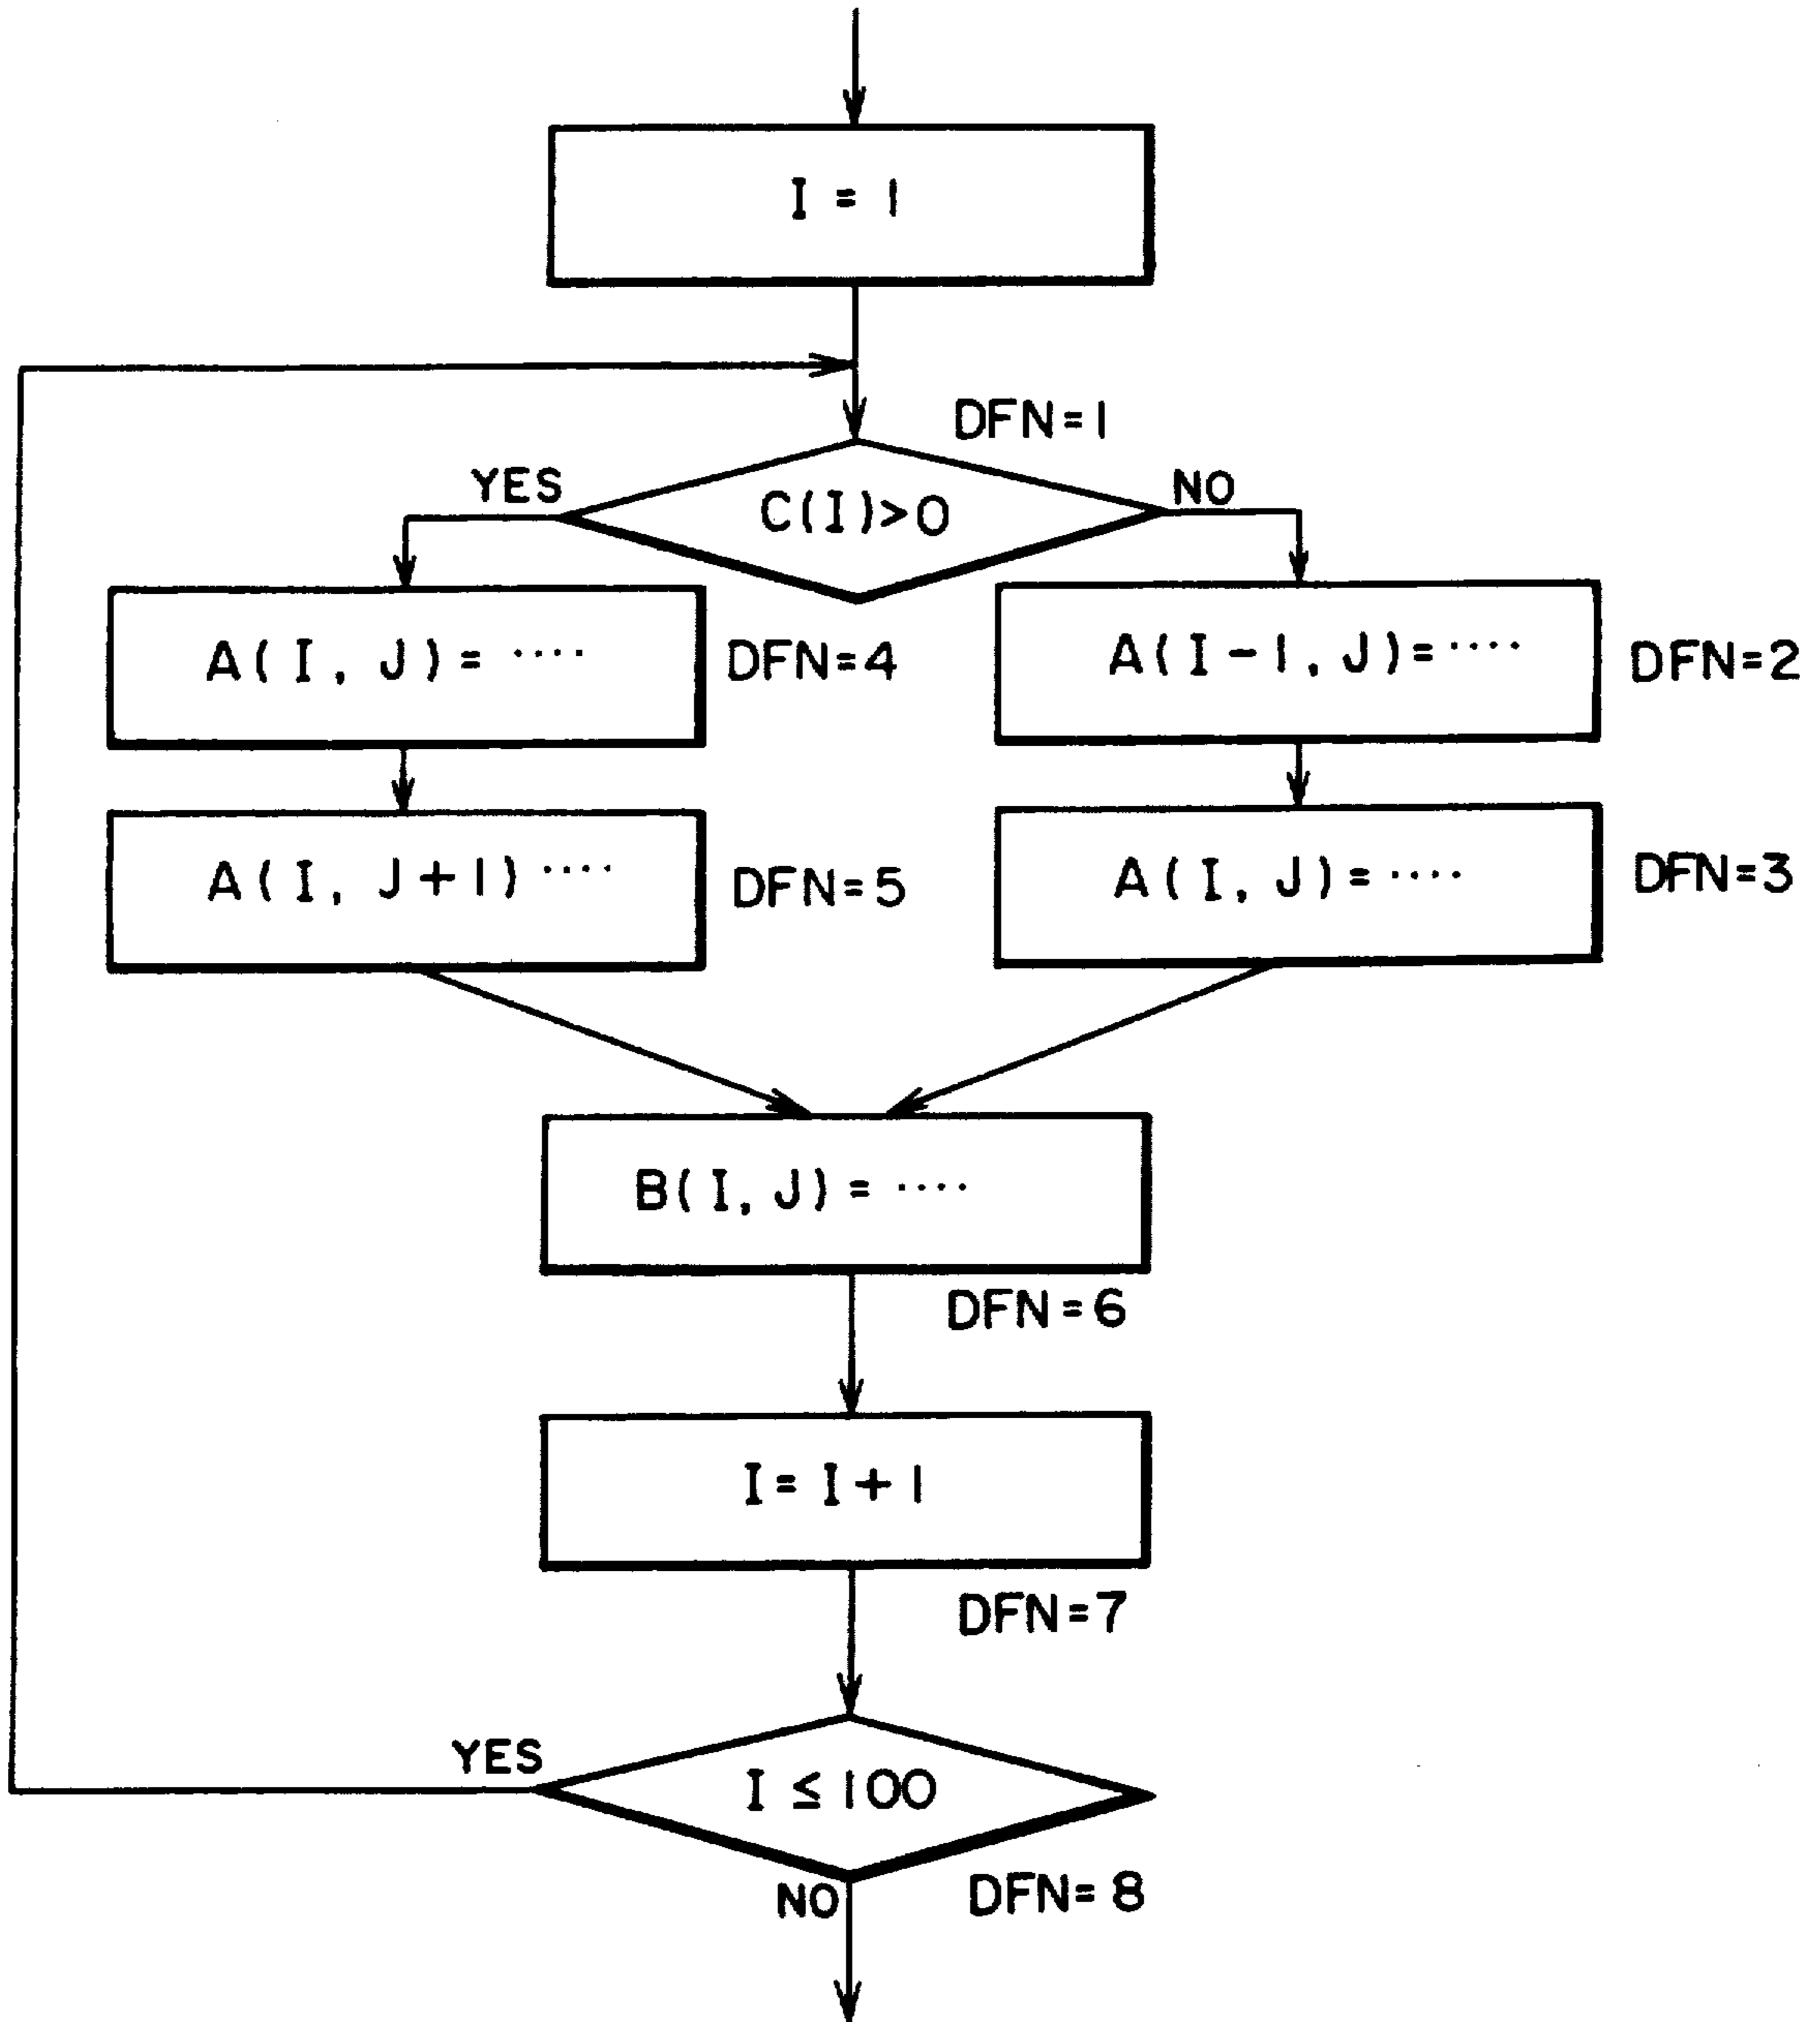 I = 1
DFN=1
YES
C(I)>0
NO
A(I, J)= ····
DFN=4
A(I-1, J)= ····
DFN=2
A(I, J+1) ····
DFN=5
A(I, J)= ····
DFN=3
B(I, J)= ····
DFN=6
I=I+1
DFN=7
YES
I ≤ 100
NO
DFN=8